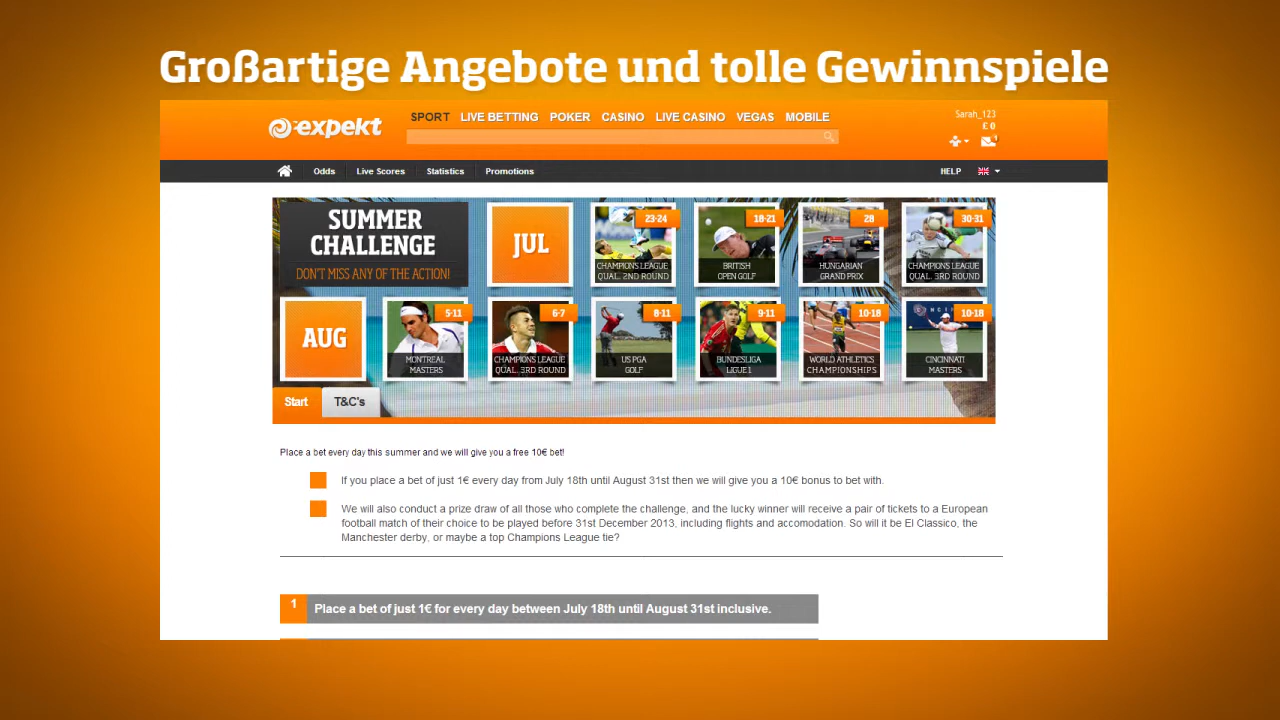 Großartige Angebote und tolle Gewinnspiele
expekt
SPORT LIVE BETTING POKER CASINO LIVE CASINO VEGAS MOBILE
Sarah_123
£ 0
1
Odds Live Scores Statistics Promotions HELP
SUMMER
CHALLENGE
DON'T MISS ANY OF THE ACTION!
JUL
23-24
CHAMPIONS LEAGUE
QUAL. 2ND ROUND
18-21
BRITISH
OPEN GOLF
28
HUNGARIAN
GRAND PRIX
30-31
CHAMPIONS LEAGUE
QUAL. 3RD ROUND
AUG
5-11
MONTREAL
MASTERS
6-7
CHAMPIONS LEAGUE
QUAL. 3RD ROUND
8-11
US PGA
GOLF
9-11
BUNDESLIGA
LIGUE 1
10-18
WORLD ATHLETICS
CHAMPIONSHIPS
10-18
CINCINNATI
MASTERS
Start T&C's
Place a bet every day this summer and we will give you a free 10€ bet!
If you place a bet of just 1€ every day from July 18th until August 31st then we will give you a 10€ bonus to bet with.
We will also conduct a prize draw of all those who complete the challenge, and the lucky winner will receive a pair of tickets to a European
football match of their choice to be played before 31st December 2013, including flights and accomodation. So will it be El Classico, the
Manchester derby, or maybe a top Champions League tie?
1 Place a bet of just 1€ for every day between July 18th until August 31st inclusive.